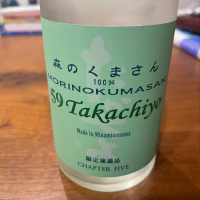 森のくまさん
100%
MORINOKUMASAN
59 Takachiyo
Made in Minamiuonuma
限定流通品
CHAPTER FIVE